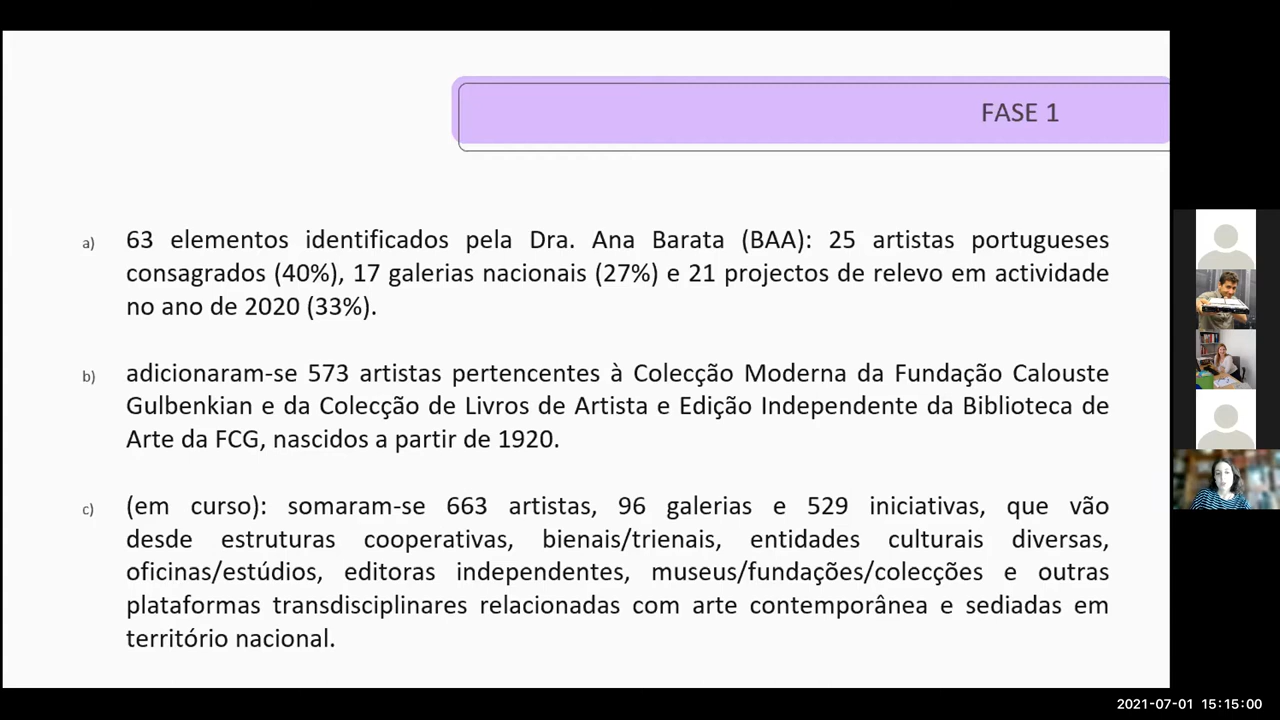 FASE 1
a) 63 elementos identificados pela Dra. Ana Barata (BAA): 25 artistas portugueses
consagrados (40%), 17 galerias nacionais (27%) e 21 projectos de relevo em actividade
no ano de 2020 (33%).
b) adicionaram-se 573 artistas pertencentes à Colecção Moderna da Fundação Calouste
Gulbenkian e da Colecção de Livros de Artista e Edição Independente da Biblioteca de
Arte da FCG, nascidos a partir de 1920.
c) (em curso): somaram-se 663 artistas, 96 galerias e 529 iniciativas, que vão
desde estruturas cooperativas, bienais/trienais, entidades culturais diversas,
oficinas/estúdios, editoras independentes, museus/fundações/colecções e outras
plataformas transdisciplinares relacionadas com arte contemporânea e sediadas em
território nacional.
2021-07-01 15:15:00